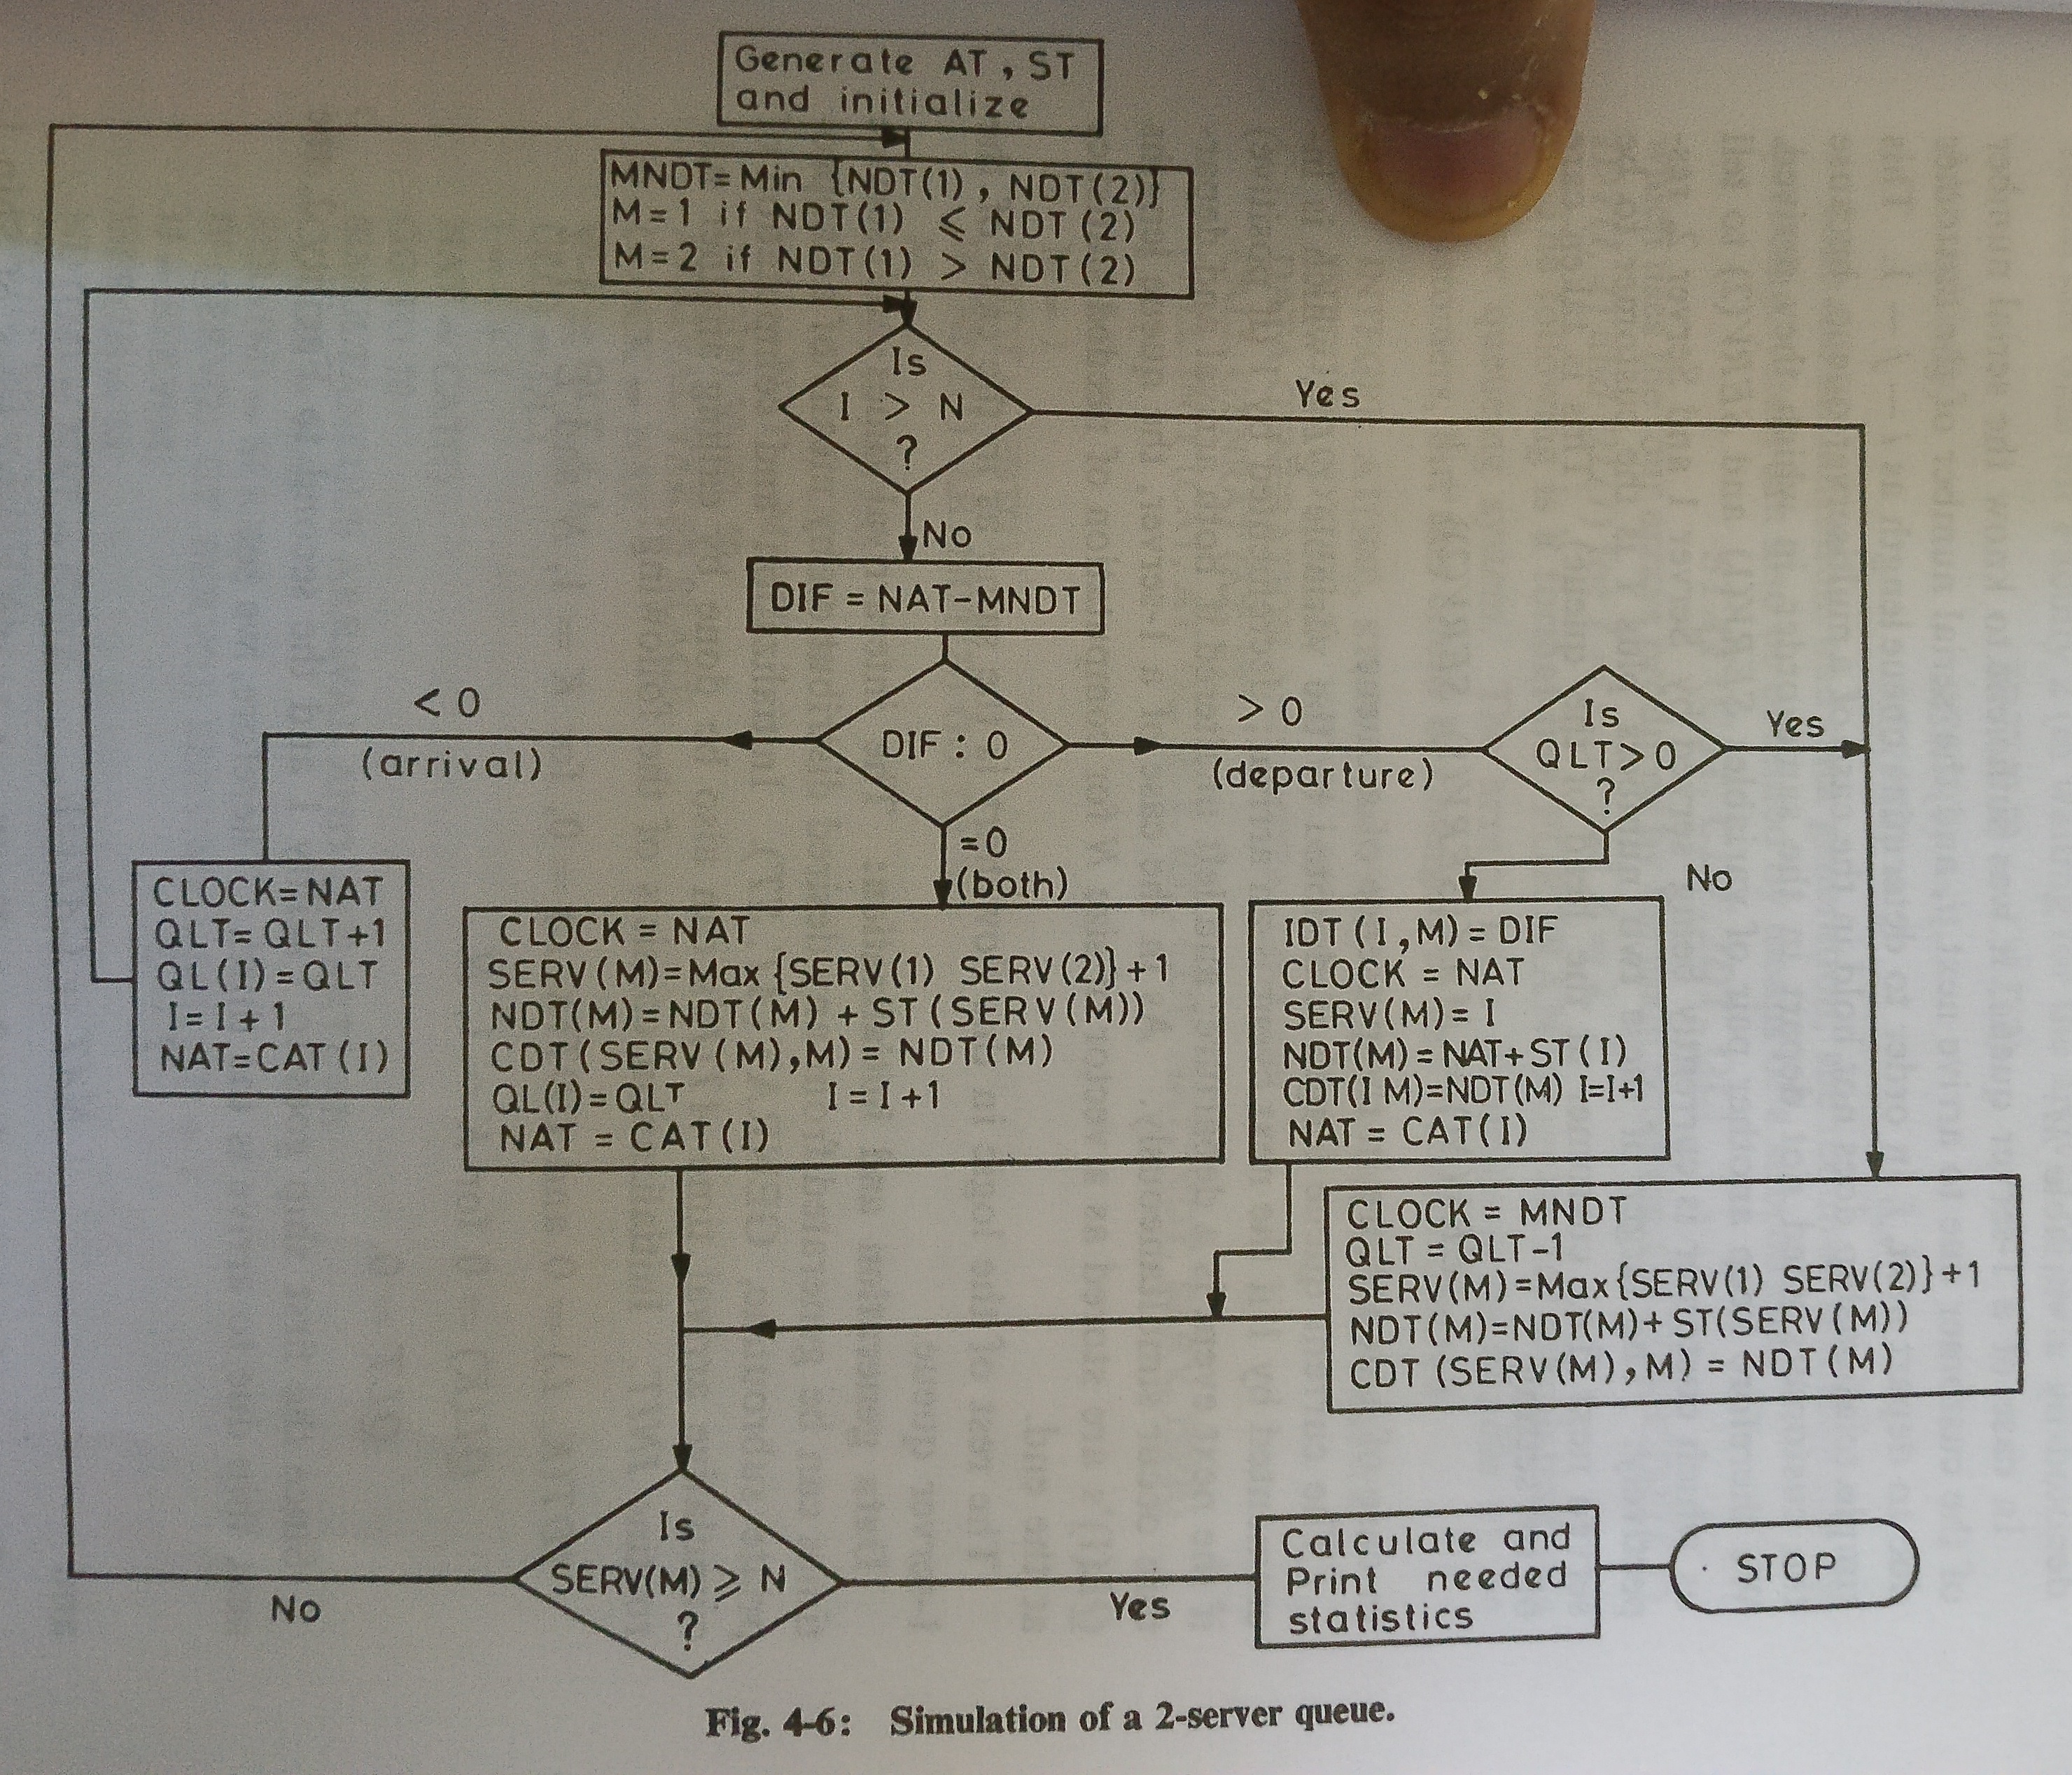 Generate AT, ST
and initialize
MNDT=Min {NDT(1), NDT(2)}
M=1 if NDT(1) ⩽ NDT(2)
M=2 if NDT(1) > NDT(2)
Is
I > N
?
Yes
No
DIF = NAT-MNDT
< 0
(arrival)
DIF : 0
> 0
(departure)
Is
QLT>0
?
Yes
=0
(both)
No
CLOCK=NAT
QLT=QLT+1
QL(I)=QLT
I=I+1
NAT=CAT(I)
CLOCK = NAT
SERV(M)=Max {SERV(1) SERV(2)}+1
NDT(M)=NDT(M) + ST(SERV(M))
CDT(SERV(M),M) = NDT(M)
QL(I)=QLT I=I+1
NAT = CAT(I)
IDT(I,M)=DIF
CLOCK = NAT
SERV(M)= I
NDT(M)=NAT+ST(I)
CDT(I M)=NDT(M) I=I+1
NAT = CAT(I)
CLOCK = MNDT
QLT = QLT-1
SERV(M)=Max{SERV(1) SERV(2)}+1
NDT(M)=NDT(M)+ST(SERV(M))
CDT(SERV(M),M) = NDT(M)
Is
SERV(M) ⩾ N
?
No
Yes
Calculate and
Print needed
statistics
STOP
Fig. 4-6: Simulation of a 2-server queue.